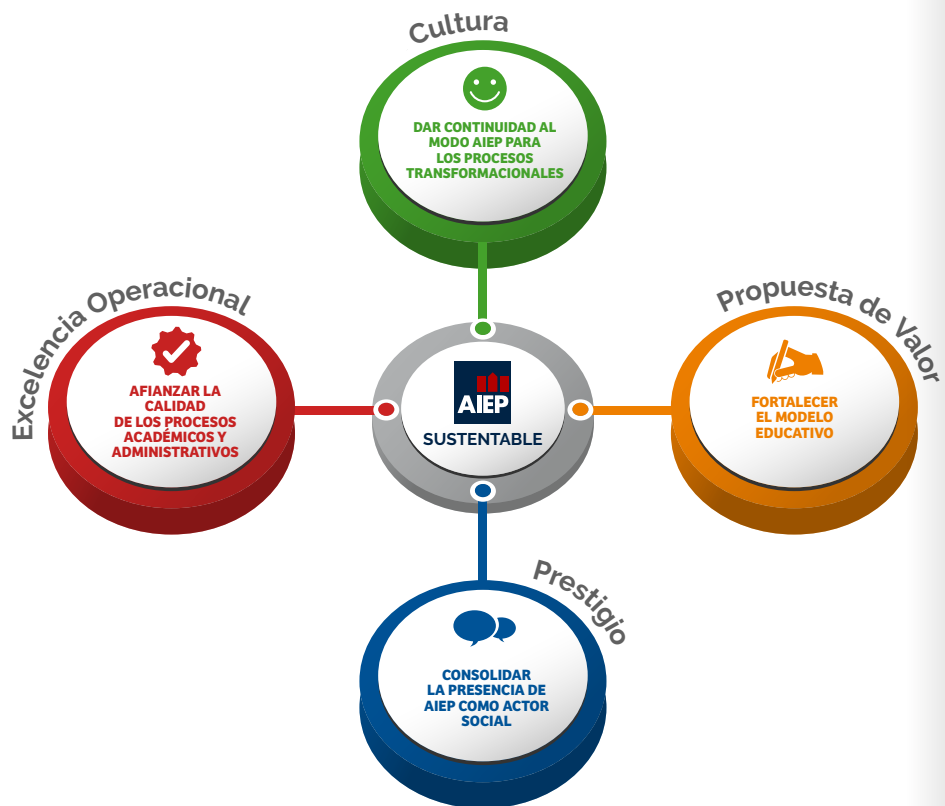 Cultura
DAR CONTINUIDAD AL
MODO AIEP PARA
LOS PROCESOS
TRANSFORMACIONALES
Excelencia Operacional
AFIANZAR LA
CALIDAD
DE LOS PROCESOS
ACADÉMICOS Y
ADMINISTRATIVOS
AIEP
SUSTENTABLE
Propuesta de Valor
FORTALECER
EL MODELO
EDUCATIVO
Prestigio
CONSOLIDAR
LA PRESENCIA DE
AIEP COMO ACTOR
SOCIAL